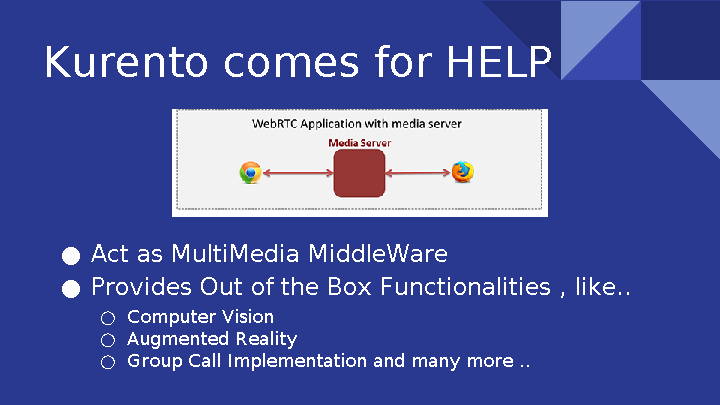 Kurento comes for HELP
WebRTC Application with media server
Media Server
● Act as MultiMedia MiddleWare
● Provides Out of the Box Functionalities , like..
○ Computer Vision
○ Augmented Reality
○ Group Call Implementation and many more ..